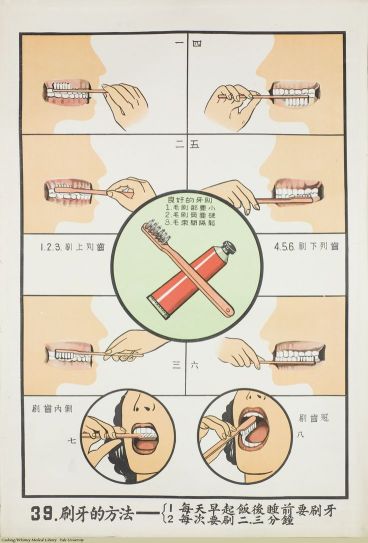 一
四
二
五
良好的牙刷
1.毛刷部要小
2.毛刷質要硬
3.毛束間隔鬆
1.2.3. 刷上列齒
4.5.6. 刷下列齒
三
六
刷齒內側
七
刷齒冠
八
39.刷牙的方法——{1 每天早起飯後睡前要刷牙
2 每次要刷二.三分鐘
Cushing/Whitney Medical Library Yale University